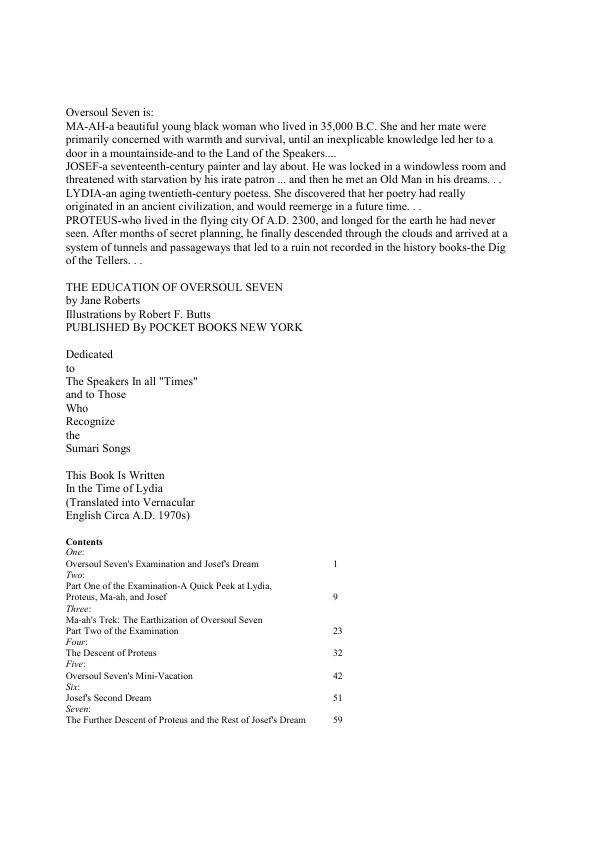 Oversoul Seven is:
MA-AH-a beautiful young black woman who lived in 35,000 B.C. She and her mate were
primarily concerned with warmth and survival, until an inexplicable knowledge led her to a
door in a mountainside-and to the Land of the Speakers....
JOSEF-a seventeenth-century painter and lay about. He was locked in a windowless room and
threatened with starvation by his irate patron ... and then he met an Old Man in his dreams. . .
LYDIA-an aging twentieth-century poetess. She discovered that her poetry had really
originated in an ancient civilization, and would reemerge in a future time. . .
PROTEUS-who lived in the flying city Of A.D. 2300, and longed for the earth he had never
seen. After months of secret planning, he finally descended through the clouds and arrived at a
system of tunnels and passageways that led to a ruin not recorded in the history books-the Dig
of the Tellers. . .
THE EDUCATION OF OVERSOUL SEVEN
by Jane Roberts
Illustrations by Robert F. Butts
PUBLISHED By POCKET BOOKS NEW YORK
Dedicated
to
The Speakers In all "Times"
and to Those
Who
Recognize
the
Sumari Songs
This Book Is Written
In the Time of Lydia
(Translated into Vernacular
English Circa A.D. 1970s)
Contents
One:
Oversoul Seven's Examination and Josef's Dream 1
Two:
Part One of the Examination-A Quick Peek at Lydia,
Proteus, Ma-ah, and Josef 9
Three:
Ma-ah's Trek: The Earthization of Oversoul Seven
Part Two of the Examination 23
Four:
The Descent of Proteus 32
Five:
Oversoul Seven's Mini-Vacation 42
Six:
Josef's Second Dream 51
Seven:
The Further Descent of Proteus and the Rest of Josef's Dream 59